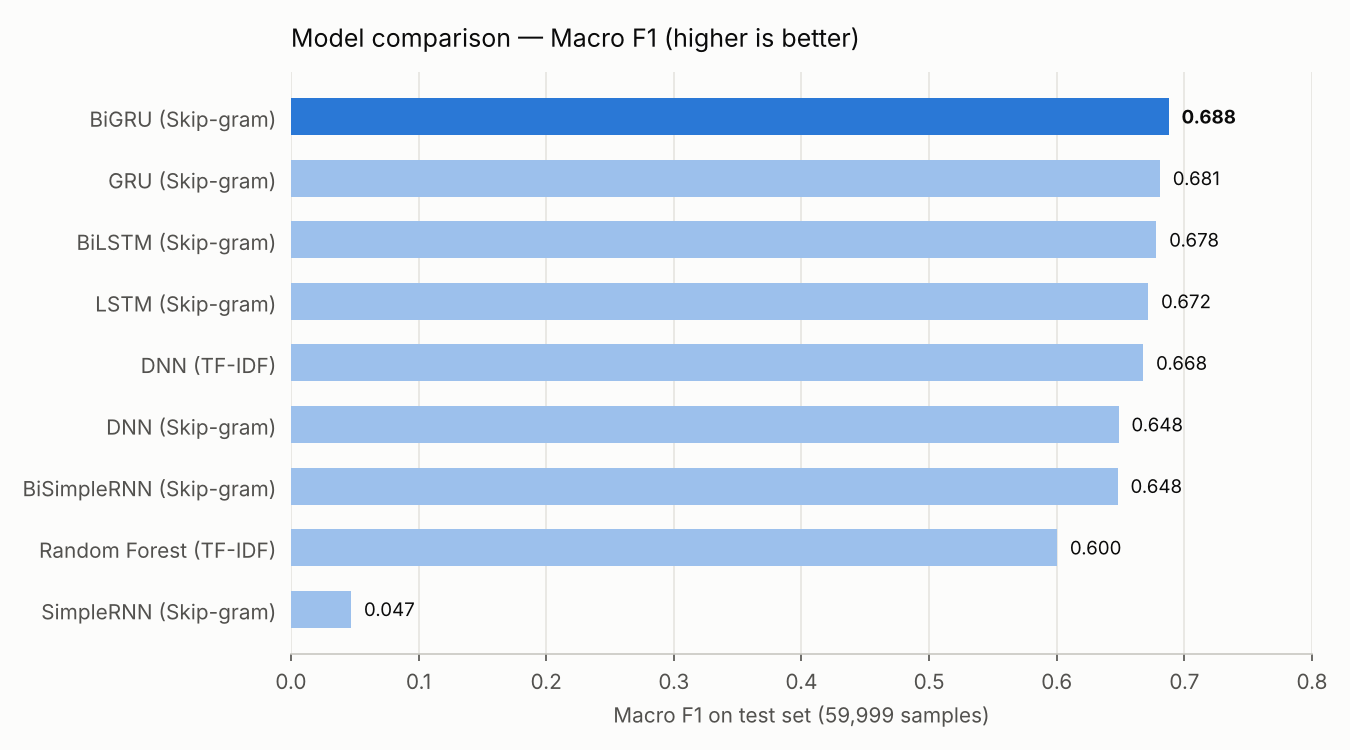 Model comparison — Macro F1 (higher is better)
BiGRU (Skip-gram) 0.688
GRU (Skip-gram) 0.681
BiLSTM (Skip-gram) 0.678
LSTM (Skip-gram) 0.672
DNN (TF-IDF) 0.668
DNN (Skip-gram) 0.648
BiSimpleRNN (Skip-gram) 0.648
Random Forest (TF-IDF) 0.600
SimpleRNN (Skip-gram) 0.047
0.0 0.1 0.2 0.3 0.4 0.5 0.6 0.7 0.8
Macro F1 on test set (59,999 samples)